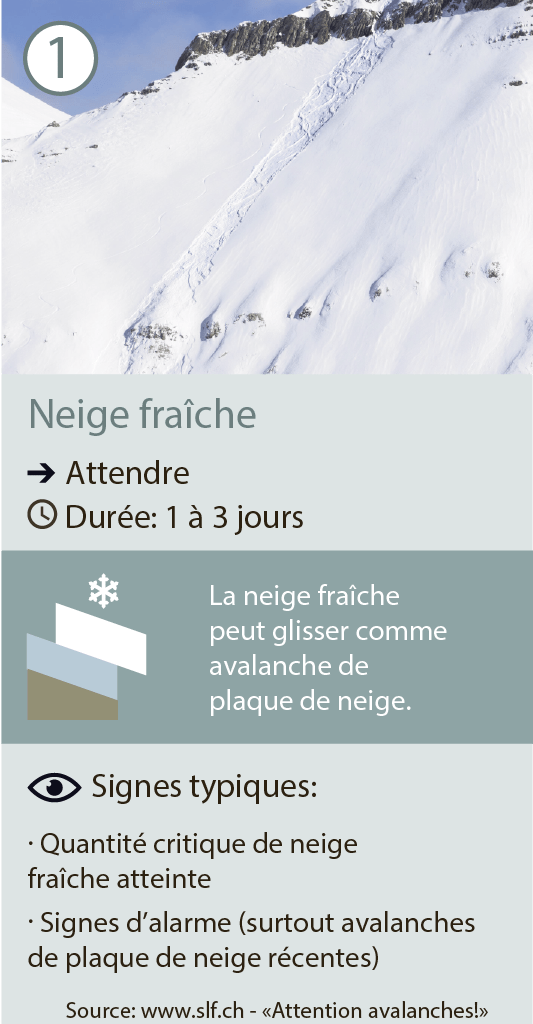 1
Neige fraîche
Attendre
Durée: 1 à 3 jours
La neige fraîche
peut glisser comme
avalanche de
plaque de neige.
Signes typiques:
· Quantité critique de neige
fraîche atteinte
· Signes d’alarme (surtout avalanches
de plaque de neige récentes)
Source: www.slf.ch - «Attention avalanches!»